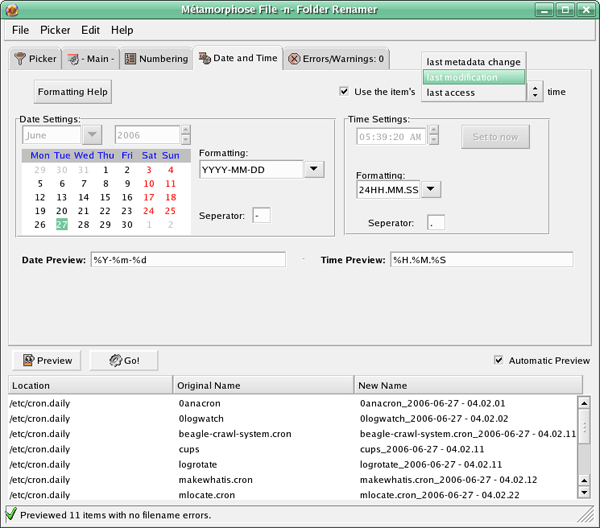 Métamorphose File -n- Folder Renamer
File Picker Edit Help
Picker - Main - Numbering Date and Time Errors/Warnings: 0
last metadata change
last modification
last access
Formatting Help Use the item's time
Date Settings: Time Settings:
June 2006 05:39:20 AM Set to now
Mon Tue Wed Thu Fri Sat Sun
29 30 31 1 2 3 4
5 6 7 8 9 10 11
12 13 14 15 16 17 18
19 20 21 22 23 24 25
26 27 28 29 30 1 2
Formatting:
YYYY-MM-DD
Seperator: -
Formatting:
24HH.MM.SS
Seperator: .
Date Preview: %Y-%m-%d Time Preview: %H.%M.%S
Preview Go! Automatic Preview
Location Original Name New Name
/etc/cron.daily 0anacron 0anacron_2006-06-27 - 04.02.01
/etc/cron.daily 0logwatch 0logwatch_2006-06-27 - 04.02.02
/etc/cron.daily beagle-crawl-system.cron beagle-crawl-system.cron_2006-06-27 - 04.02.11
/etc/cron.daily cups cups_2006-06-27 - 04.02.11
/etc/cron.daily logrotate logrotate_2006-06-27 - 04.02.11
/etc/cron.daily makewhatis.cron makewhatis.cron_2006-06-27 - 04.02.12
/etc/cron.daily mlocate.cron mlocate.cron_2006-06-27 - 04.02.22
Previewed 11 items with no filename errors.